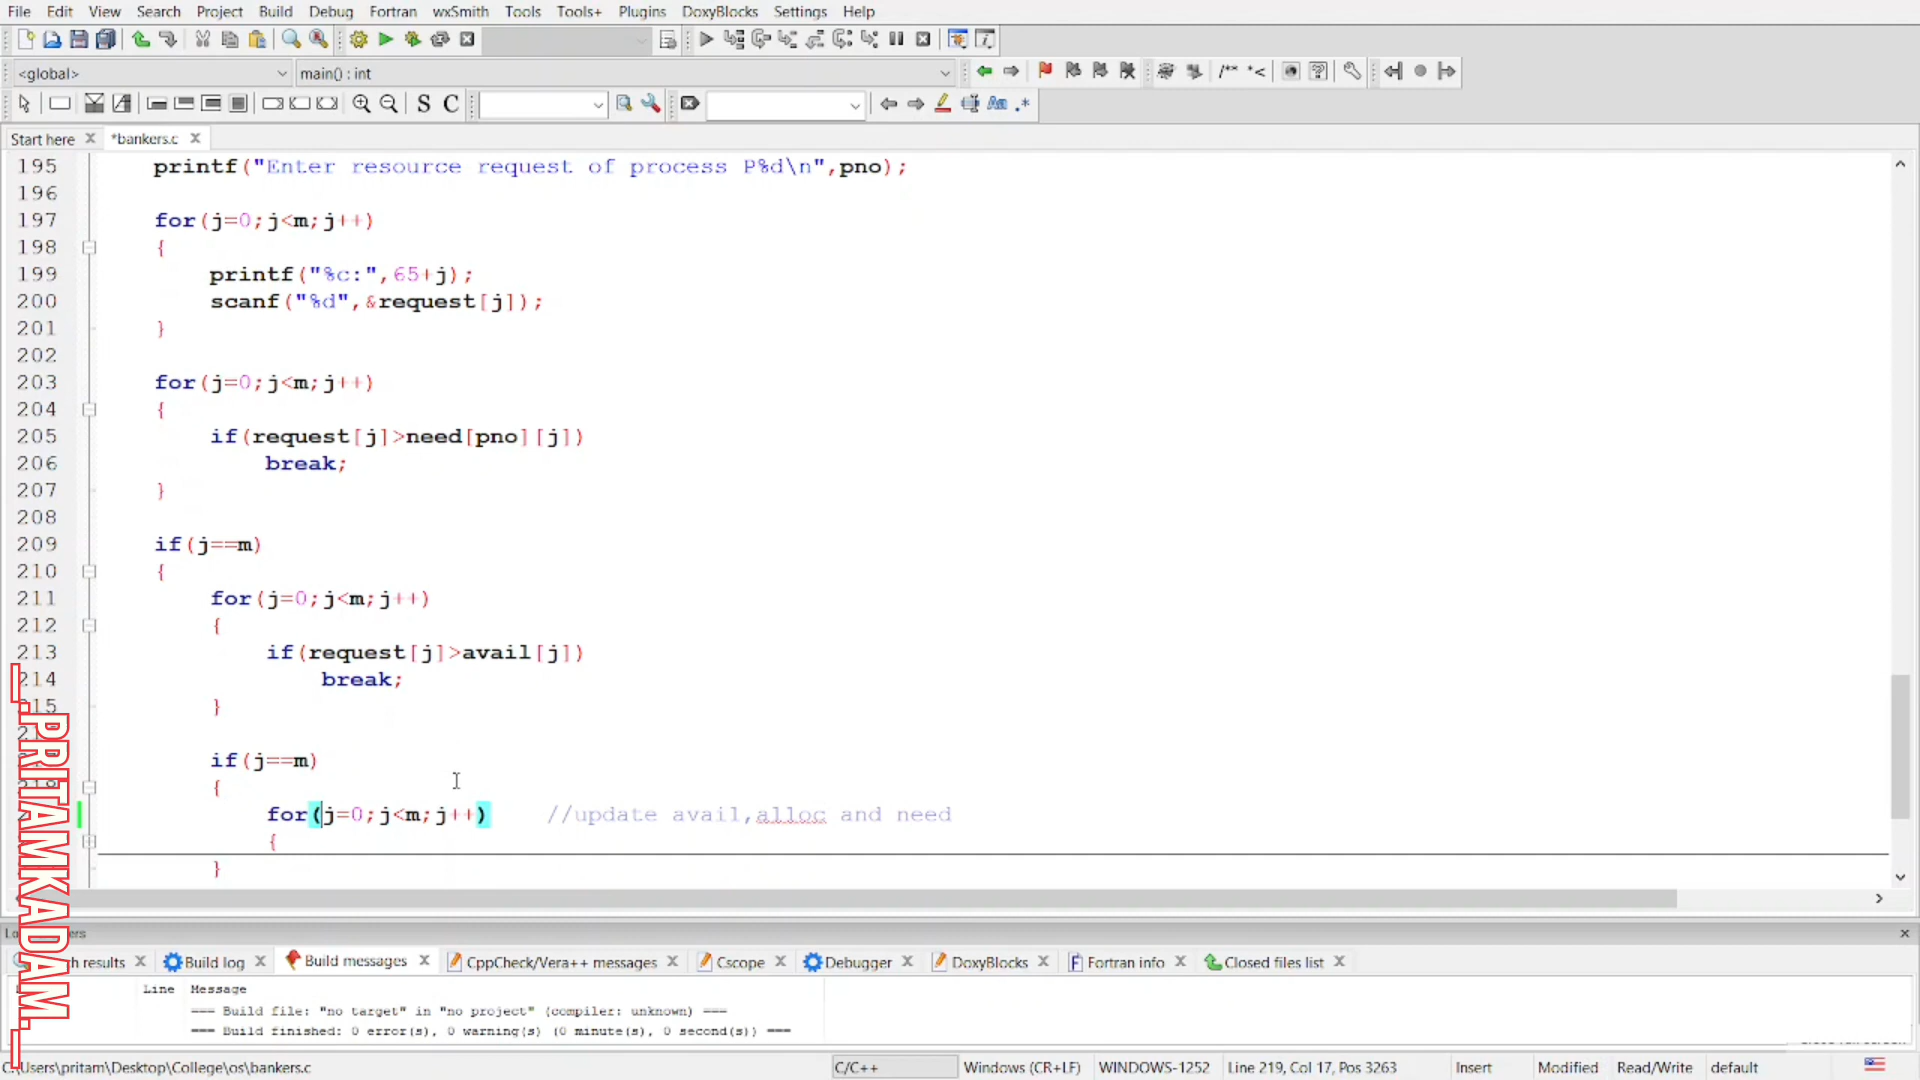 File Edit View Search Project Build Debug Fortran wxSmith Tools Tools+ Plugins DoxyBlocks Settings Help
<global> main() : int
/** *<
S C
Start here *bankers.c
195 printf("Enter resource request of process P%d\n",pno);
196
197 for(j=0;j<m;j++)
198 {
199 printf("%c:",65+j);
200 scanf("%d",&request[j]);
201 }
202
203 for(j=0;j<m;j++)
204 {
205 if(request[j]>need[pno][j])
206 break;
207 }
208
209 if(j==m)
210 {
211 for(j=0;j<m;j++)
212 {
213 if(request[j]>avail[j])
214 break;
215 }
if(j==m)
218 {
for(j=0;j<m;j++) //update avail,alloc and need
{
}
_.PRITAMKADAM._
results Build log Build messages CppCheck/Vera++ messages Cscope Debugger DoxyBlocks Fortran info Closed files list
Line Message
=== Build file: "no target" in "no project" (compiler: unknown) ===
=== Build finished: 0 error(s), 0 warning(s) (0 minute(s), 0 second(s)) ===
C:\Users\pritam\Desktop\College\os\bankers.c C/C++ Windows (CR+LF) WINDOWS-1252 Line 219, Col 17, Pos 3263 Insert Modified Read/Write default